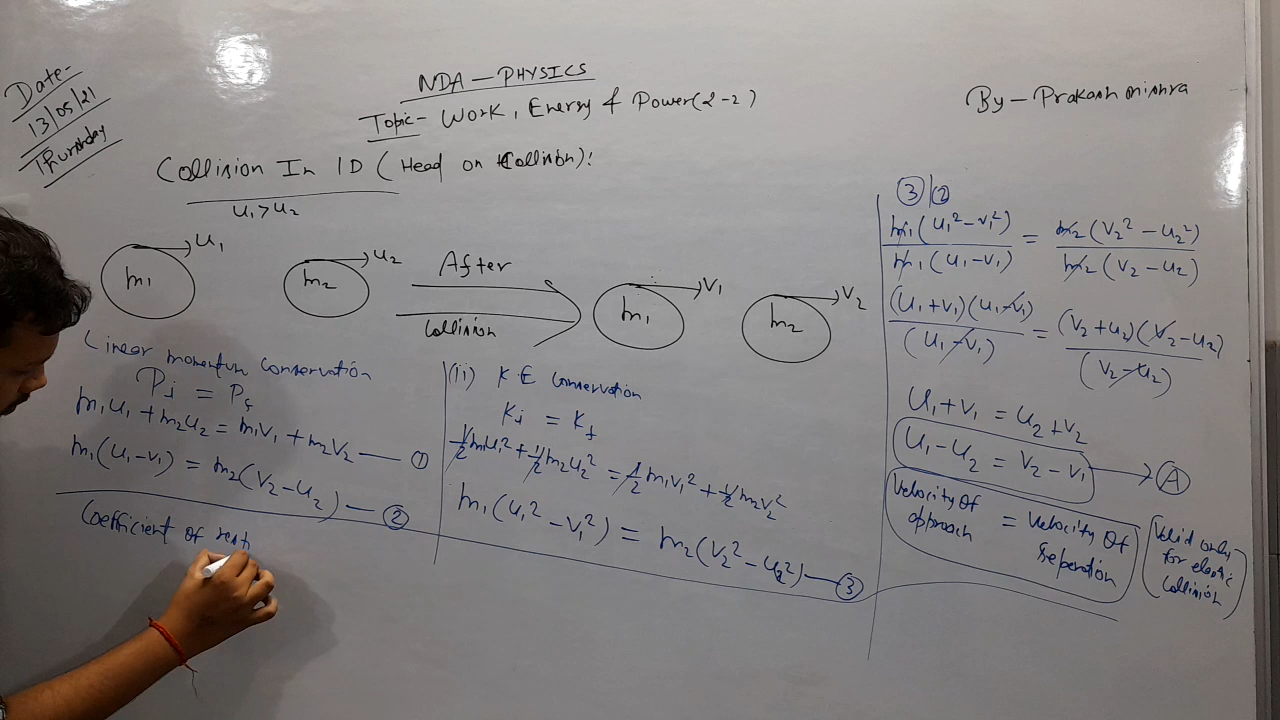 Date-
13/05/21
Thursday
NDA - PHYSICS
Topic- Work, Energy & Power(2-2)
By - Prakash mishra
Collision In 1D (Head on Collision):
u₁>u₂
m₁ u₁
m₂ u₂
After
Collision
m₁ v₁
m₂ v₂
Linear momentum conservation
Pi = Pf
m₁u₁ + m₂u₂ = m₁v₁ + m₂v₂ — ①
m₁(u₁-v₁) = m₂(v₂-u₂) — ②
Coefficient of rest
(ii) K E Conservation
Ki = Kf
½m₁u₁² + ½m₂u₂² = ½m₁v₁² + ½m₂v₂²
m₁(u₁² - v₁²) = m₂(v₂² - u₂²) — ③
③/②
m₁(u₁² - v₁²) / m₁(u₁-v₁) = m₂(v₂² - u₂²) / m₂(v₂-u₂)
(u₁+v₁)(u₁-v₁) / (u₁-v₁) = (v₂+u₂)(v₂-u₂) / (v₂-u₂)
u₁+v₁ = u₂+v₂
u₁-u₂ = v₂-v₁ → Ⓐ
Velocity Of approach = Velocity Of Seperation
Valid only
for elastic
Collision